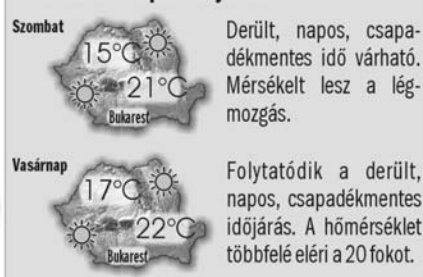 Szombat
15°C
21°C
Bukarest
Derült, napos, csapa-
dékmentes idő várható.
Mérsékelt lesz a lég-
mozgás.
Vasárnap
17°C
22°C
Bukarest
Folytatódik a derült,
napos, csapadékmentes
időjárás. A hőmérséklet
többfelé eléri a 20 fokot.